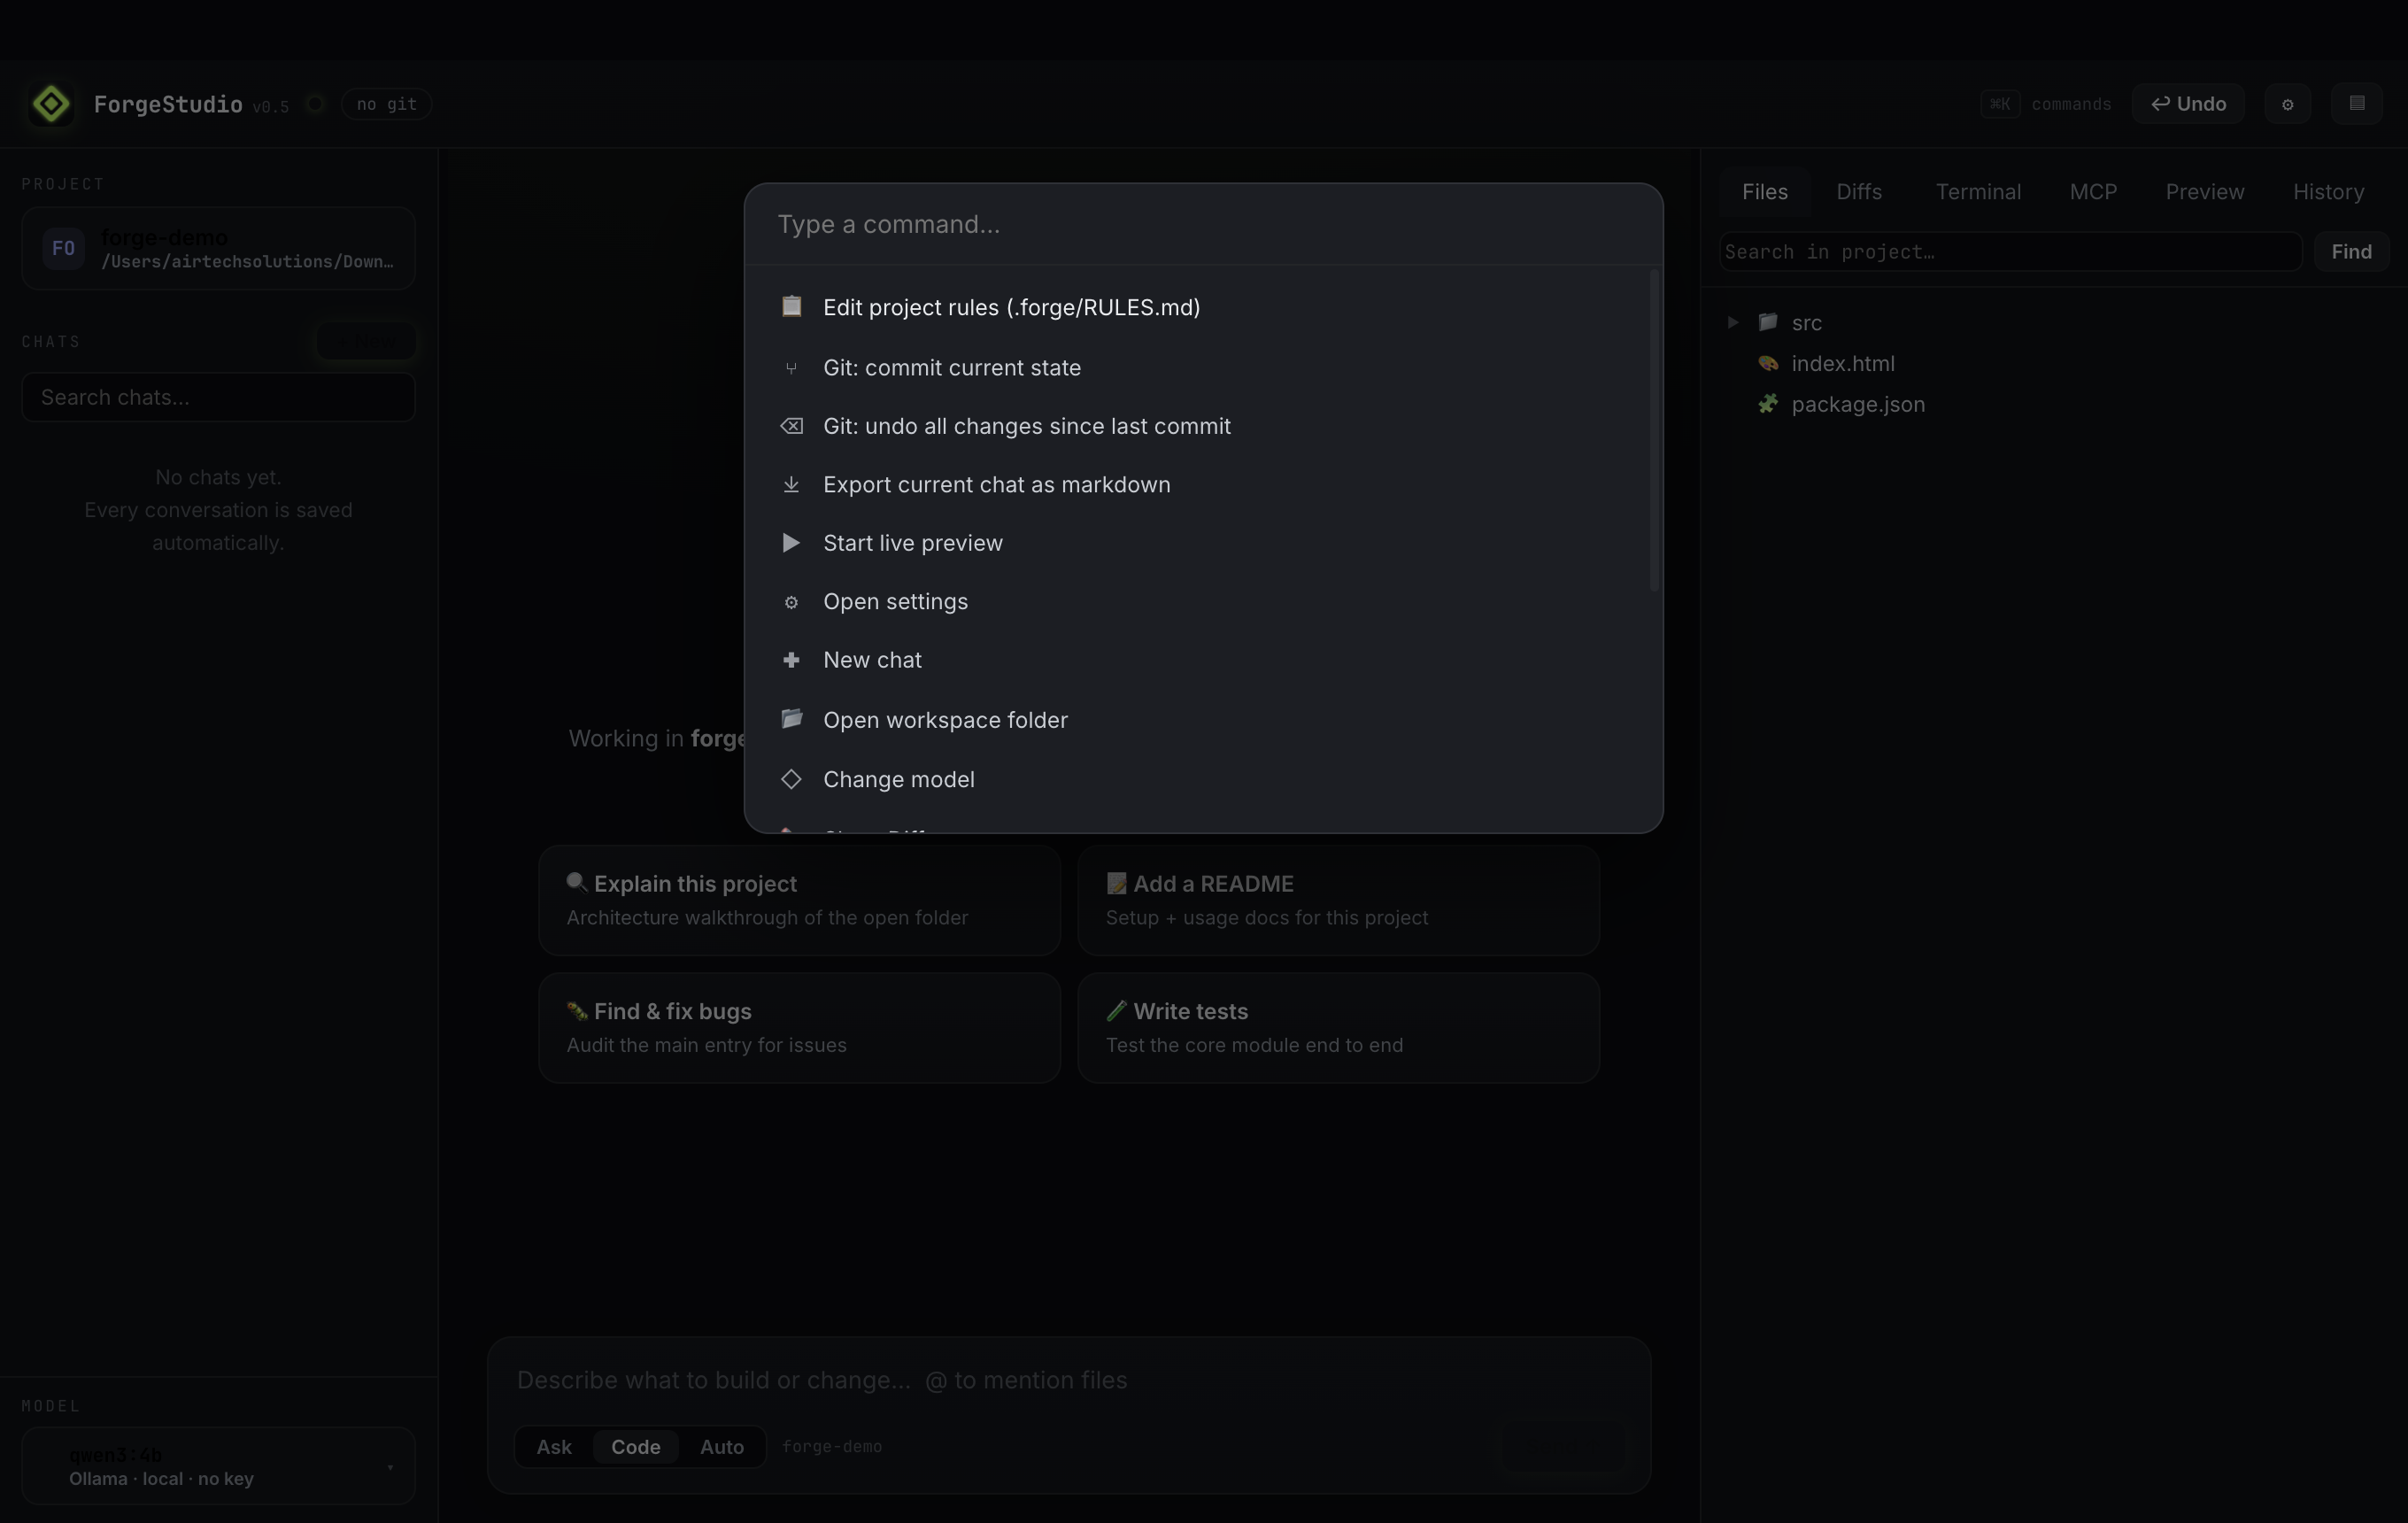 ForgeStudio v0.5 no git
⌘K commands ↩ Undo
PROJECT
FO forge-demo
/Users/airtechsolutions/Down…
CHATS
+ New
Search chats...
No chats yet.
Every conversation is saved
automatically.
MODEL
qwen3:4b
Ollama · local · no key
Type a command...
Edit project rules (.forge/RULES.md)
Git: commit current state
Git: undo all changes since last commit
Export current chat as markdown
Start live preview
Open settings
New chat
Open workspace folder
Change model
Working in forge
Explain this project
Architecture walkthrough of the open folder
Add a README
Setup + usage docs for this project
Find & fix bugs
Audit the main entry for issues
Write tests
Test the core module end to end
Describe what to build or change... @ to mention files
Ask Code Auto forge-demo
Files Diffs Terminal MCP Preview History
Search in project… Find
src
index.html
package.json